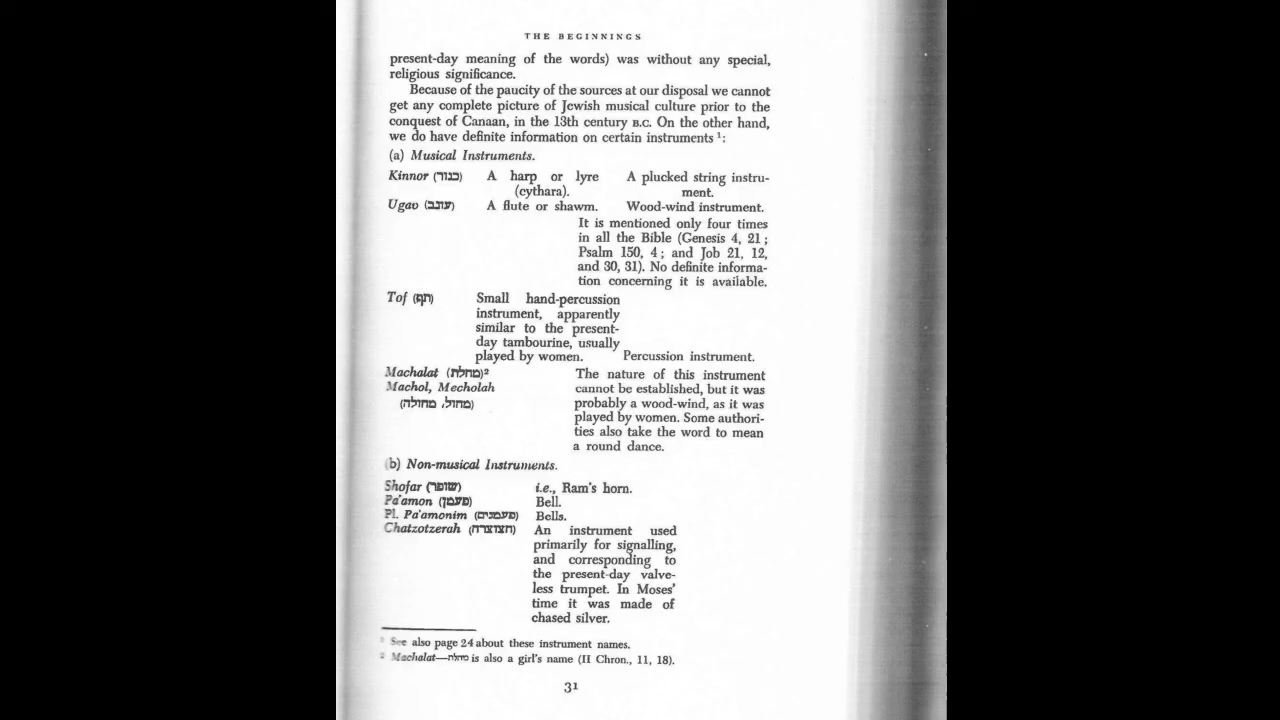 THE BEGINNINGS
present-day meaning of the words) was without any special,
religious significance.
Because of the paucity of the sources at our disposal we cannot
get any complete picture of Jewish musical culture prior to the
conquest of Canaan, in the 13th century B.C. On the other hand,
we do have definite information on certain instruments ¹:
(a) Musical Instruments.
Kinnor (כנור) A harp or lyre A plucked string instru-
(cythara). ment.
Ugav (עוגב) A flute or shawm. Wood-wind instrument.
It is mentioned only four times
in all the Bible (Genesis 4, 21;
Psalm 150, 4; and Job 21, 12,
and 30, 31). No definite informa-
tion concerning it is available.
Tof (תף) Small hand-percussion
instrument, apparently
similar to the present-
day tambourine, usually
played by women. Percussion instrument.
Machalat (מחלת)² The nature of this instrument
Machol, Mecholah cannot be established, but it was
(מחול, מחולה) probably a wood-wind, as it was
played by women. Some authori-
ties also take the word to mean
a round dance.
(b) Non-musical Instruments.
Shofar (שופר) i.e., Ram's horn.
Pa'amon (פעמן) Bell.
Pl. Pa'amonim (פעמנים) Bells.
Chatzotzerah (חצוצרה) An instrument used
primarily for signalling,
and corresponding to
the present-day valve-
less trumpet. In Moses'
time it was made of
chased silver.
¹ See also page 24 about these instrument names.
² Machalat—מחלת is also a girl's name (II Chron., 11, 18).
31